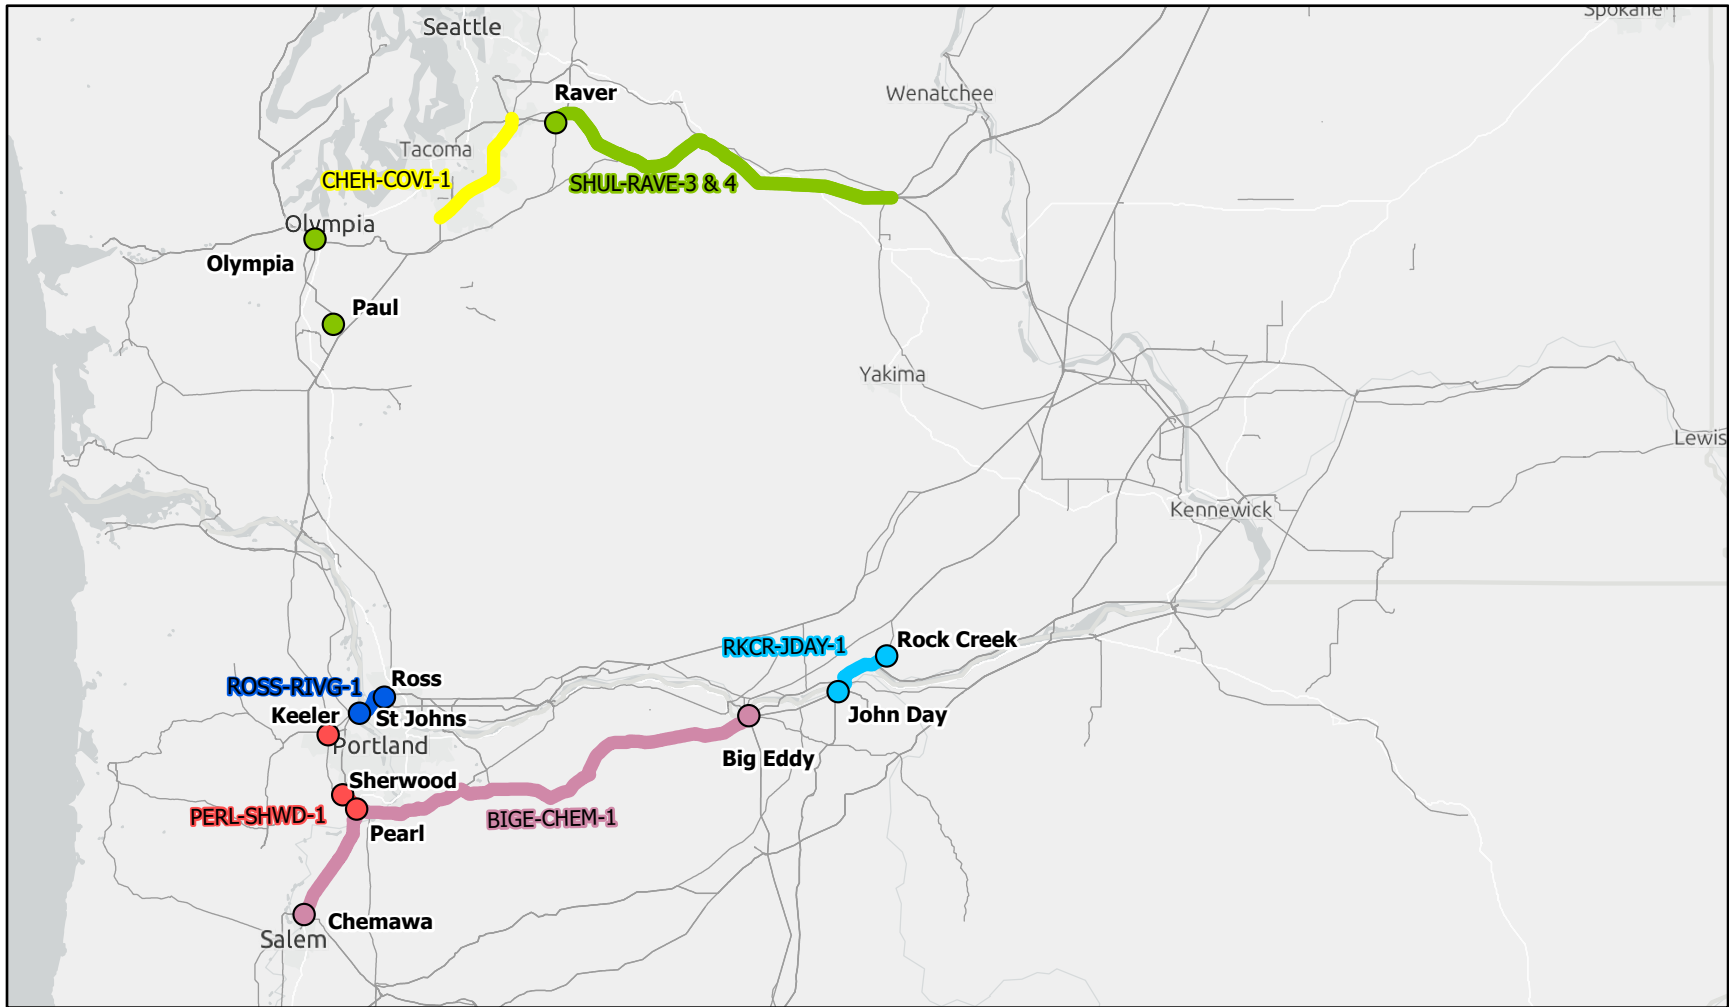 Spokane
Seattle
Raver
Wenatchee
Tacoma
CHEH-COVI-1
SHUL-RAVE-3 & 4
Olympia
Olympia
Paul
Yakima
Lewis
Kennewick
RKCR-JDAY-1
Rock Creek
Ross
ROSS-RIVG-1
Keeler
St Johns
John Day
Portland
Big Eddy
Sherwood
PERL-SHWD-1
BIGE-CHEM-1
Pearl
Chemawa
Salem